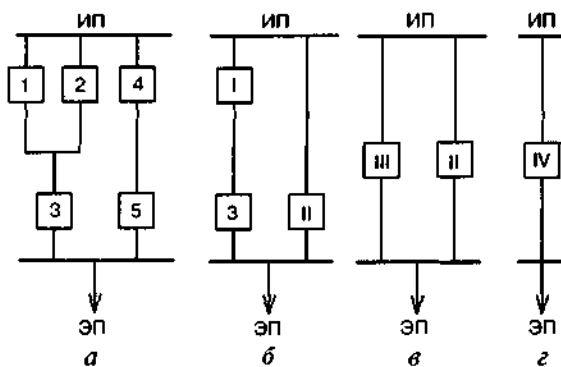 ИП ИП ИП ИП
1 2 4 I
III II IV
3 5 3 II
ЭП ЭП ЭП ЭП
а б в г